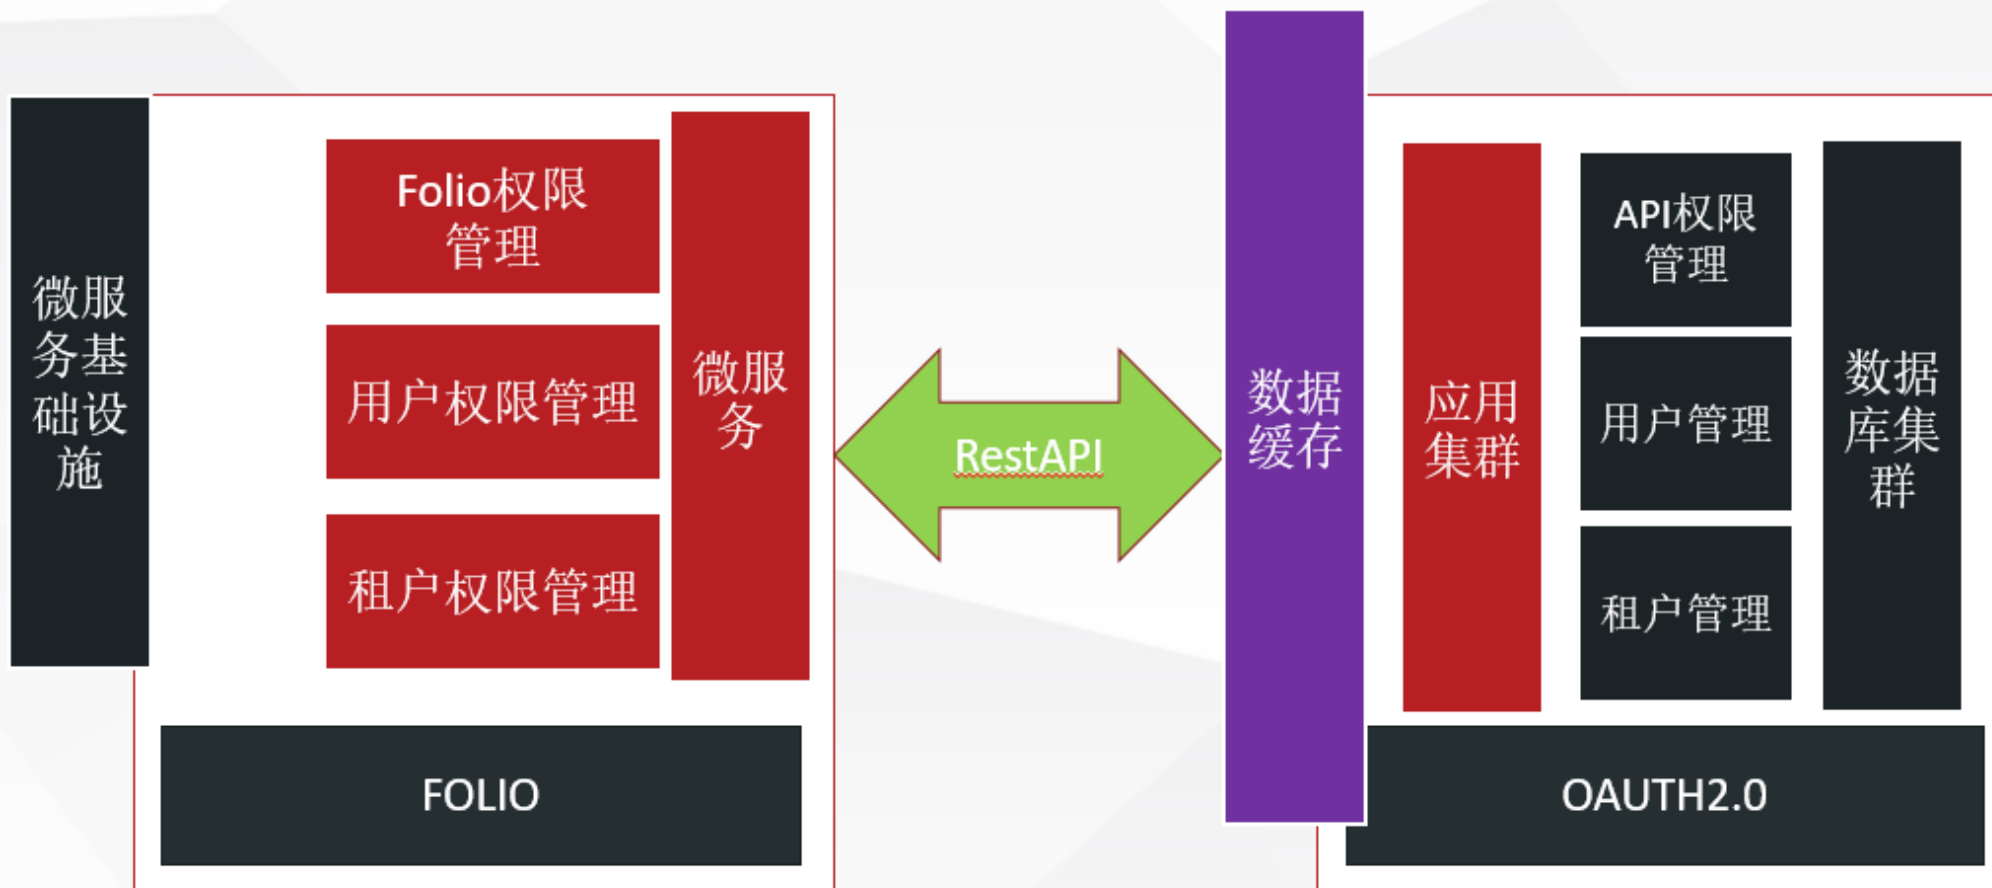 微服
务基
础设
施
Folio权限
管理
用户权限管理
租户权限管理
微服
务
FOLIO
RestAPI
数据
缓存
应用
集群
API权限
管理
用户管理
租户管理
数据
库集
群
OAUTH2.0